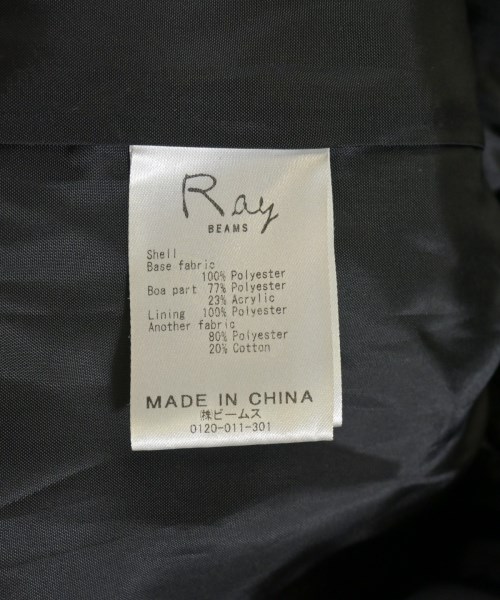 Ray
BEAMS
Shell
Base fabric
100% Polyester
Boa part 77% Polyester
23% Acrylic
Lining 100% Polyester
Another fabric
80% Polyester
20% Cotton
MADE IN CHINA
㈱ビームス
0120-011-301